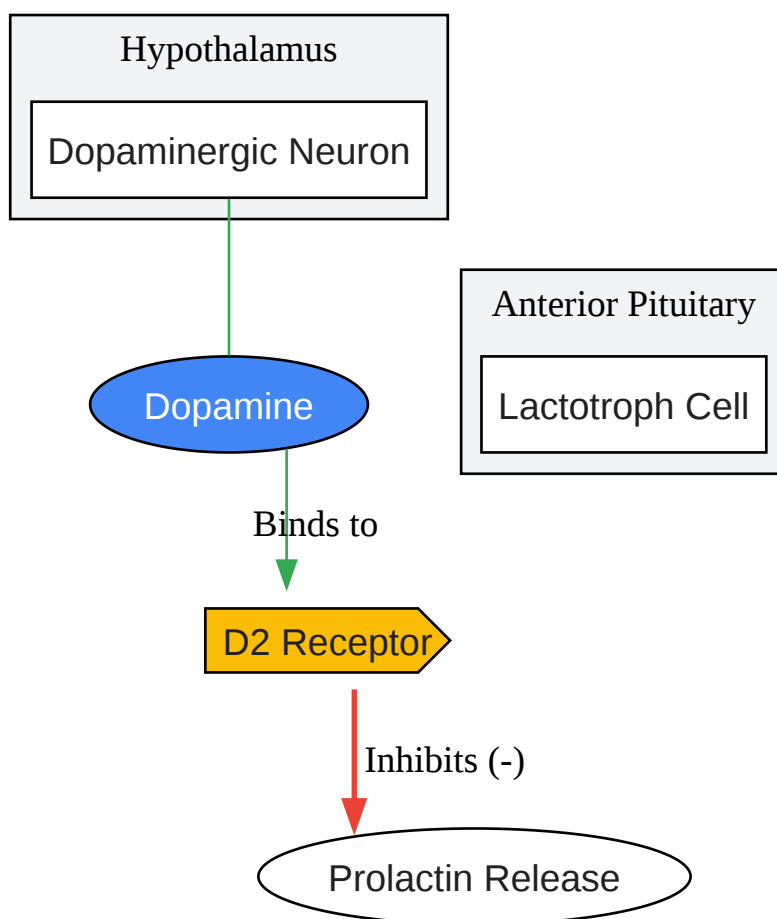 Hypothalamus
Dopaminergic Neuron
Anterior Pituitary
Lactotroph Cell
Dopamine
Binds to
D2 Receptor
Inhibits (-)
Prolactin Release